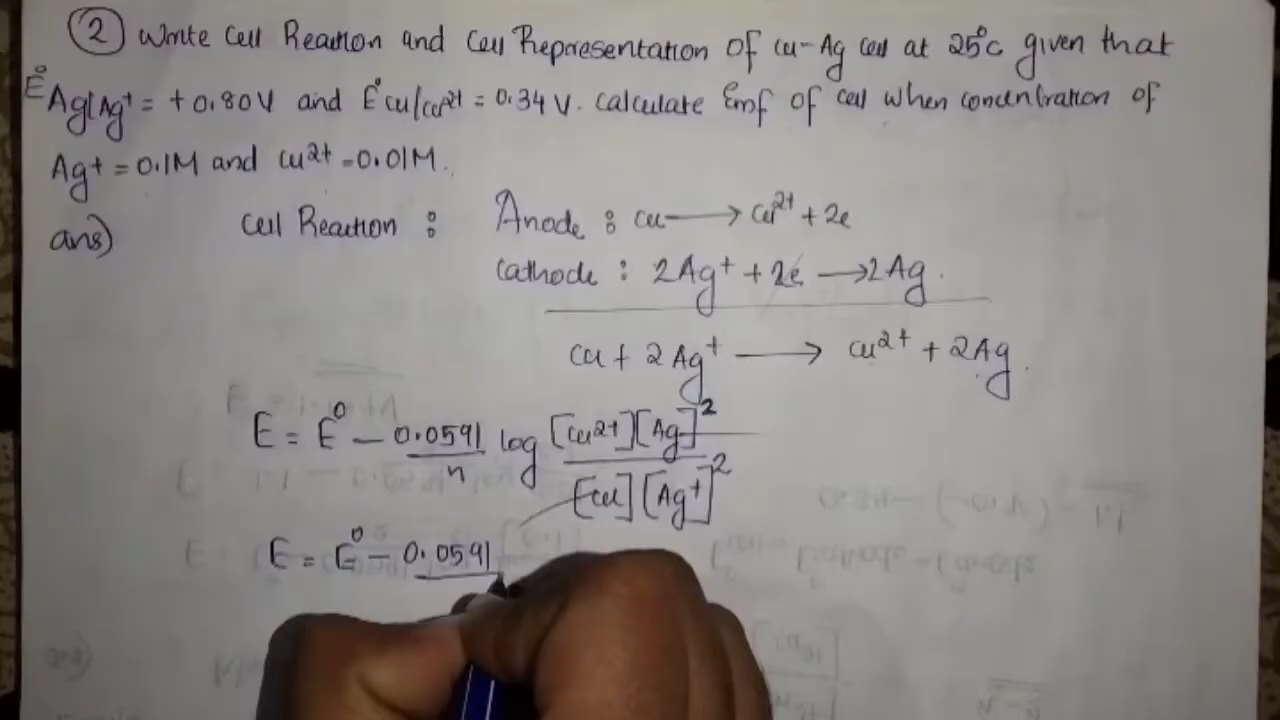 ② Write Cell Reaction and Cell Representation of Cu-Ag cell at 25°C given that
E° Ag/Ag⁺ = +0.80V and E° Cu/Cu²⁺ = 0.34 V. Calculate Emf of cell when concentration of
Ag⁺ = 0.1M and Cu²⁺ = 0.01M.
ans) Cell Reaction : Anode : Cu → Cu²⁺ + 2e
Cathode : 2Ag⁺ + 2e → 2Ag.
Cu + 2Ag⁺ → Cu²⁺ + 2Ag.
E = E° - 0.0591/n log [Cu²⁺][Ag]²/[Cu][Ag⁺]²
E = E° - 0.0591